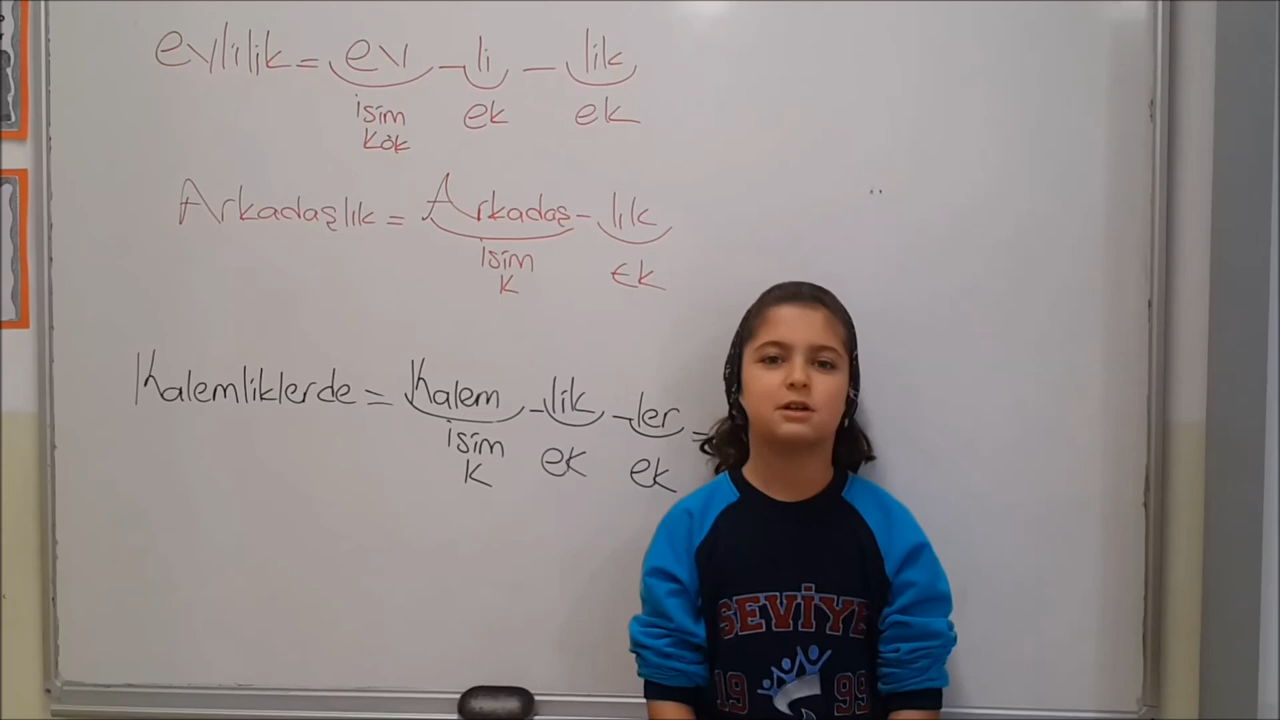 evlilik = ev - li - lik
isim ek ek
kök
Arkadaşlık = Arkadaş - lık
isim Ek
K
Kalemliklerde = Kalem - lik - ler =
isim ek ek
K
SEVİYE
19 99